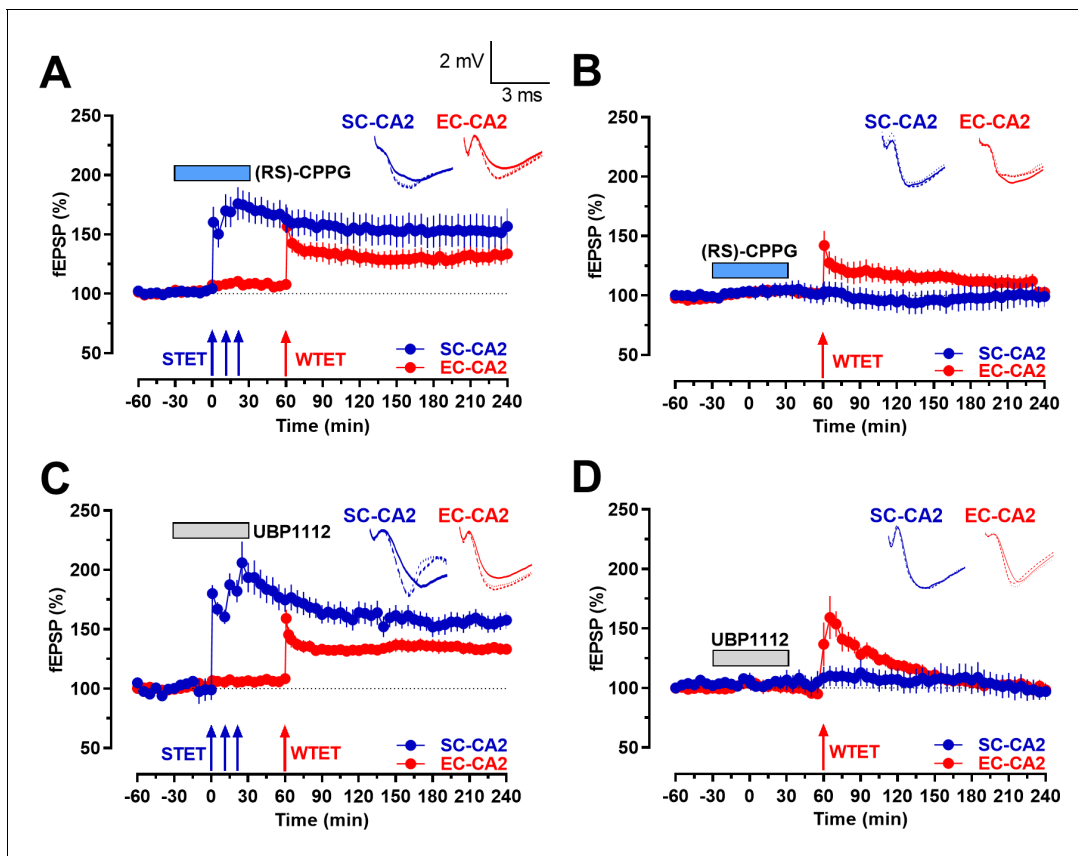 A
2 mV
3 ms
SC-CA2 EC-CA2
(RS)-CPPG
fEPSP (%)
250
200
150
100
50
STET
WTET
SC-CA2
EC-CA2
-60 -30 0 30 60 90 120 150 180 210 240
Time (min)
B
SC-CA2 EC-CA2
(RS)-CPPG
fEPSP (%)
250
200
150
100
50
WTET
SC-CA2
EC-CA2
-60 -30 0 30 60 90 120 150 180 210 240
Time (min)
C
SC-CA2 EC-CA2
UBP1112
fEPSP (%)
250
200
150
100
50
STET
WTET
SC-CA2
EC-CA2
-60 -30 0 30 60 90 120 150 180 210 240
Time (min)
D
SC-CA2 EC-CA2
UBP1112
fEPSP (%)
250
200
150
100
50
WTET
SC-CA2
EC-CA2
-60 -30 0 30 60 90 120 150 180 210 240
Time (min)